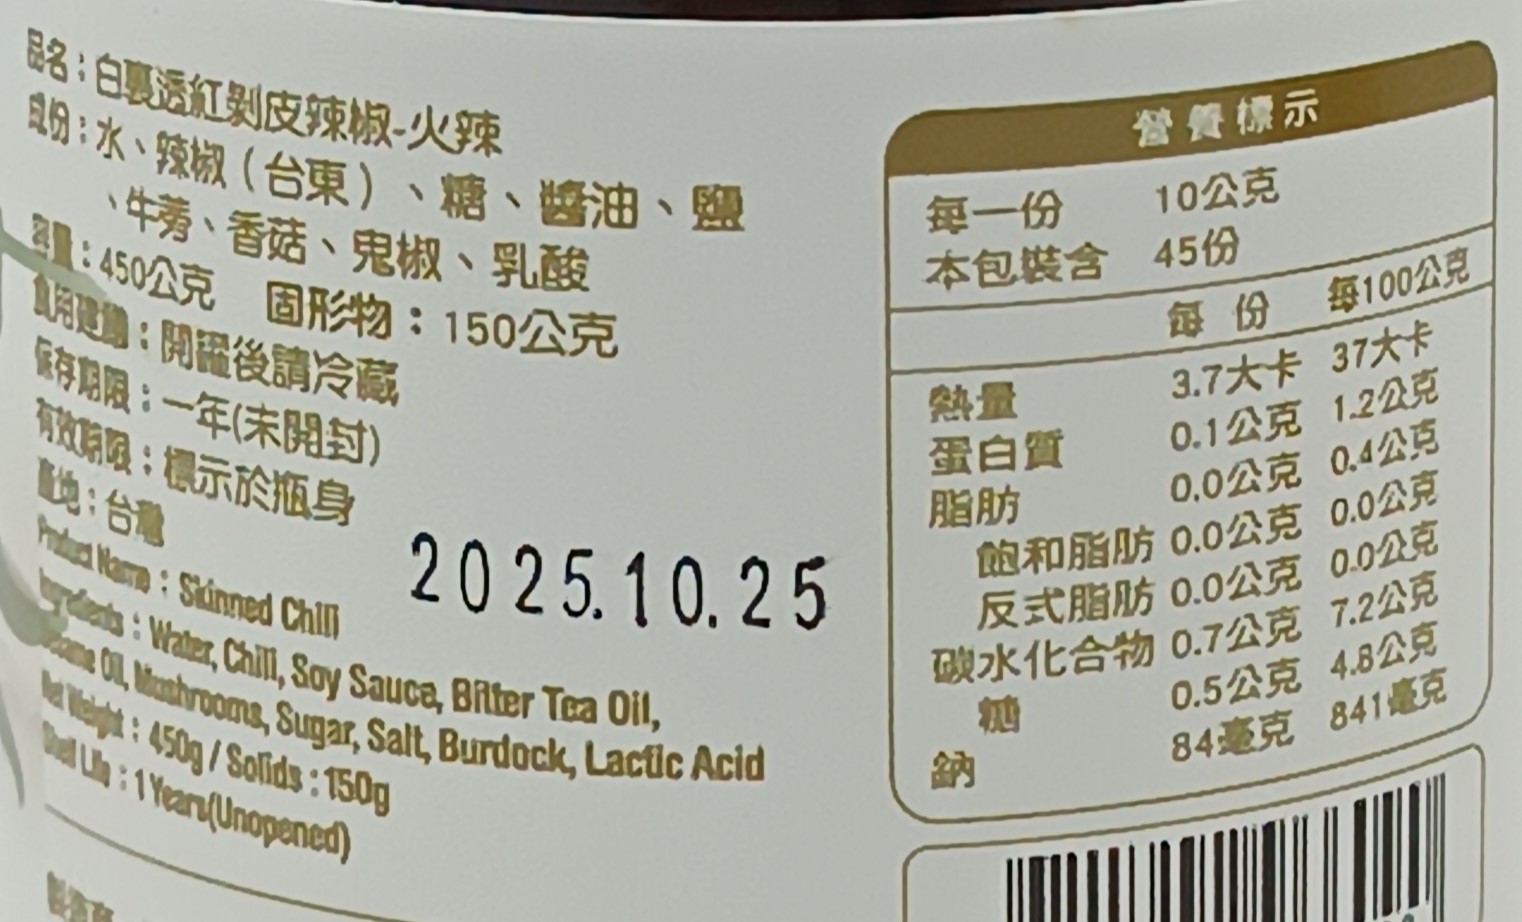 品名：白裏透紅剝皮辣椒-火辣
成份：水、辣椒（台東）、糖、醬油、鹽
、牛蒡、香菇、鬼椒、乳酸
容量：450公克 固形物：150公克
食用建議：開罐後請冷藏
保存期限：一年(未開封)
有效期限：標示於瓶身
產地：台灣
2025.10.25
Product Name：Skinned Chili
Ingredients：Water, Chili, Soy Sauce, Bitter Tea Oil,
Sesame Oil, Mushrooms, Sugar, Salt, Burdock, Lactic Acid
Net Weight：450g / Solids：150g
Shelf Life：1 Years(Unopened)
營養標示
每一份 10公克
本包裝含 45份
每 份 每100公克
熱量 3.7大卡 37大卡
蛋白質 0.1公克 1.2公克
脂肪 0.0公克 0.4公克
飽和脂肪 0.0公克 0.0公克
反式脂肪 0.0公克 0.0公克
碳水化合物 0.7公克 7.2公克
糖 0.5公克 4.8公克
鈉 84毫克 841毫克